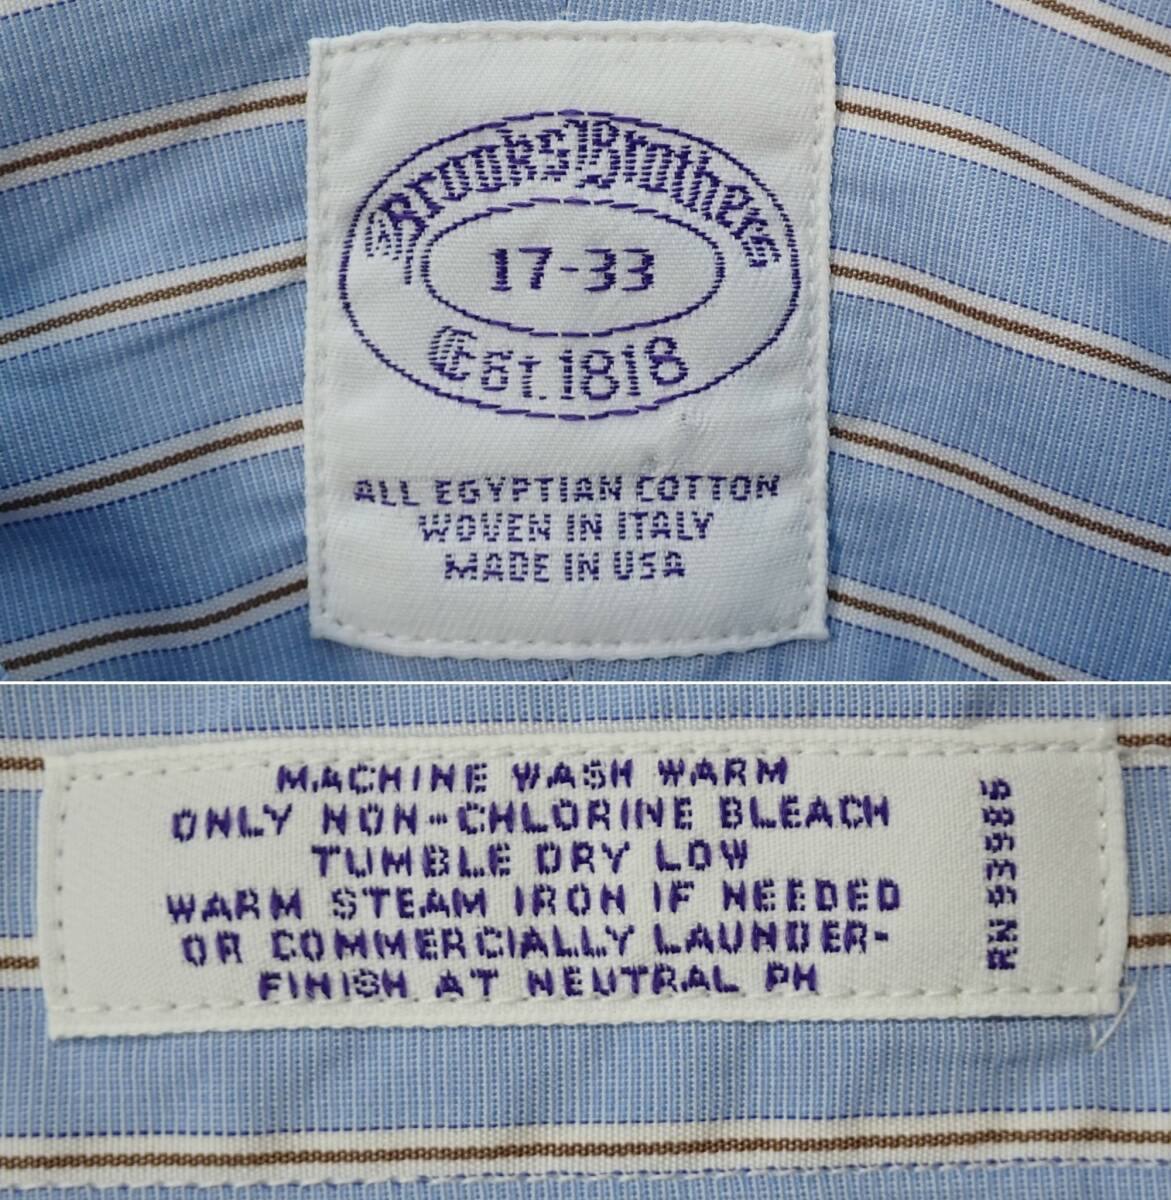 Brooks Brothers
17-33
Est. 1818
ALL EGYPTIAN COTTON
WOVEN IN ITALY
MADE IN USA
MACHINE WASH WARM
ONLY NON-CHLORINE BLEACH
TUMBLE DRY LOW
WARM STEAM IRON IF NEEDED
OR COMMERCIALLY LAUNDER-
FINISH AT NEUTRAL PH
RN 93985